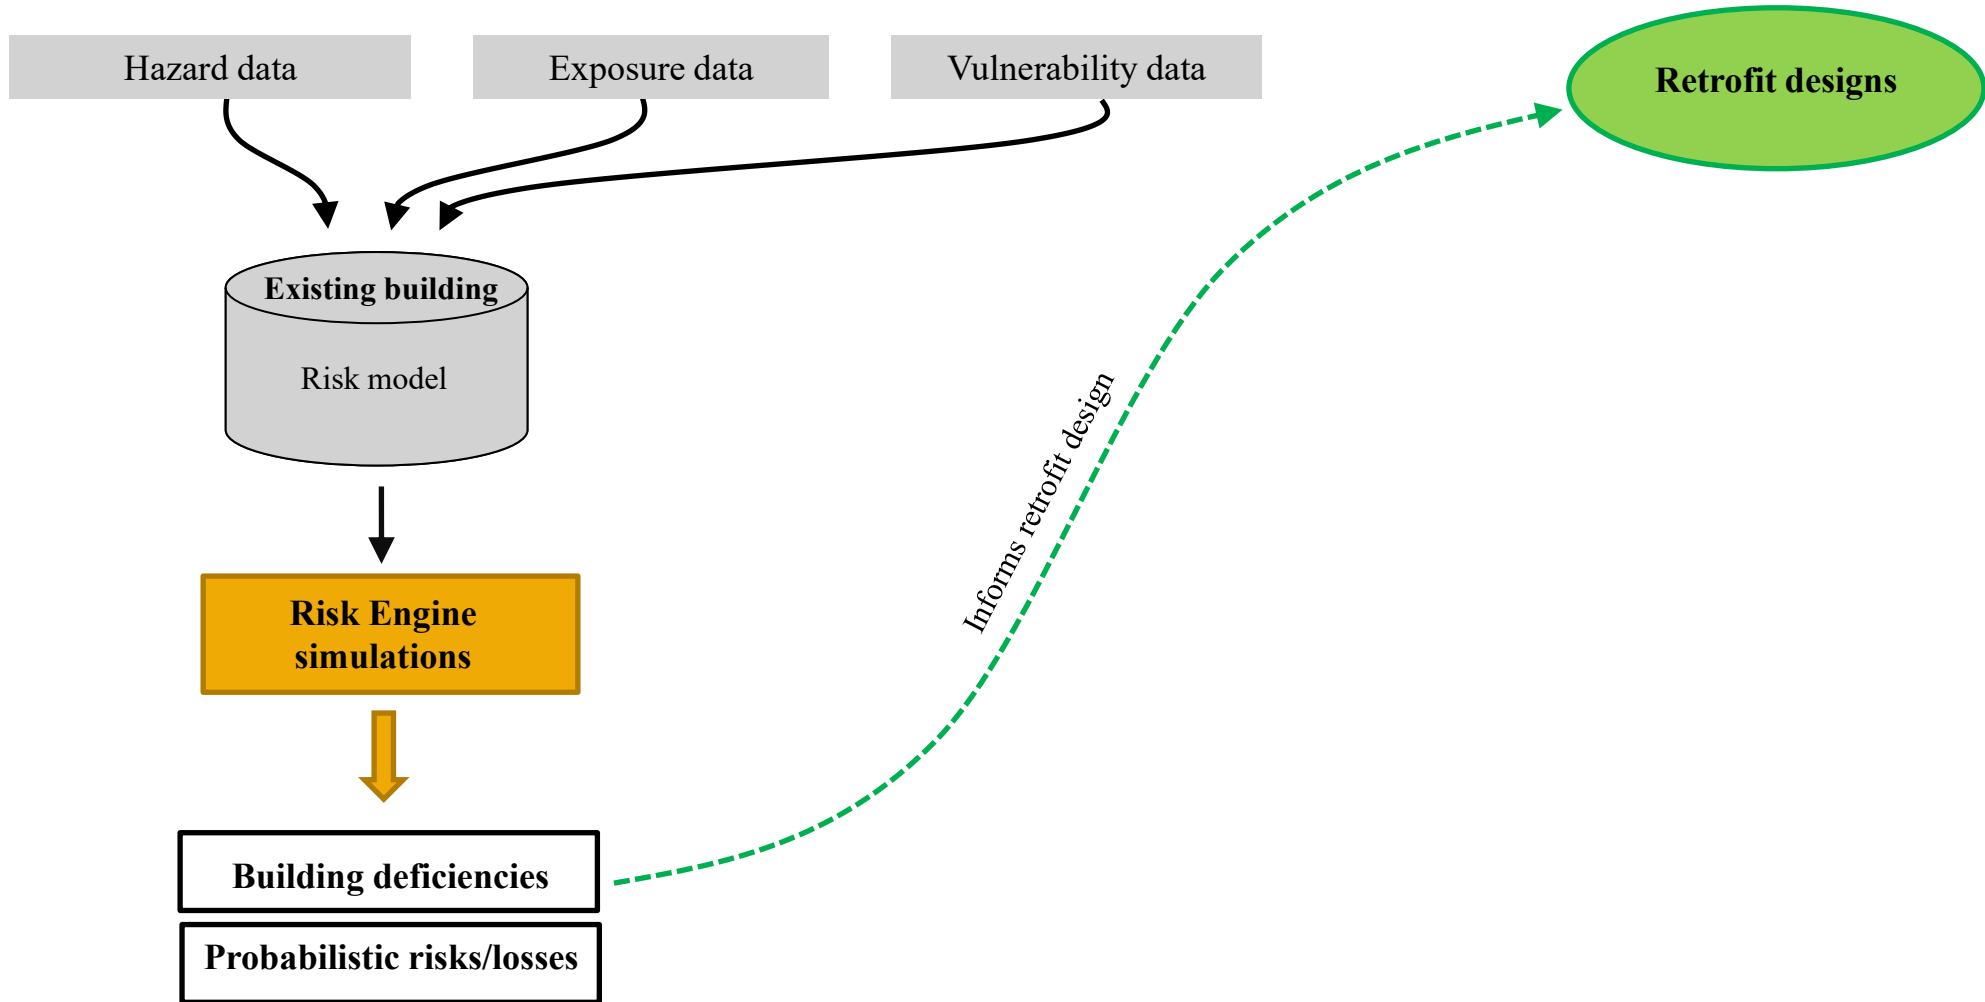 Hazard data
Exposure data
Vulnerability data
Retrofit designs
Existing building
Risk model
Informs retrofit design
Risk Engine
simulations
Building deficiencies
Probabilistic risks/losses